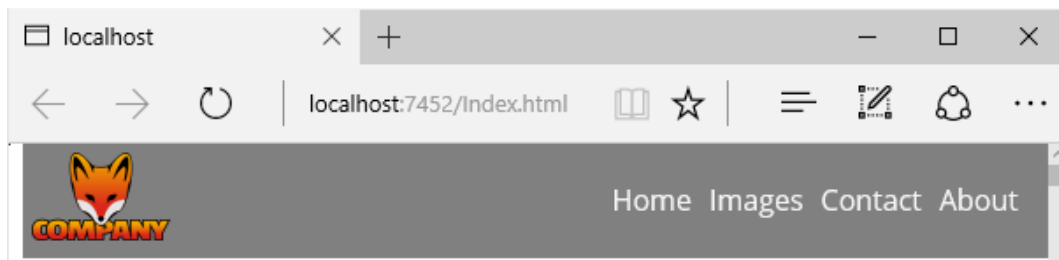 localhost
localhost:7452/Index.html
COMPANY
Home Images Contact About